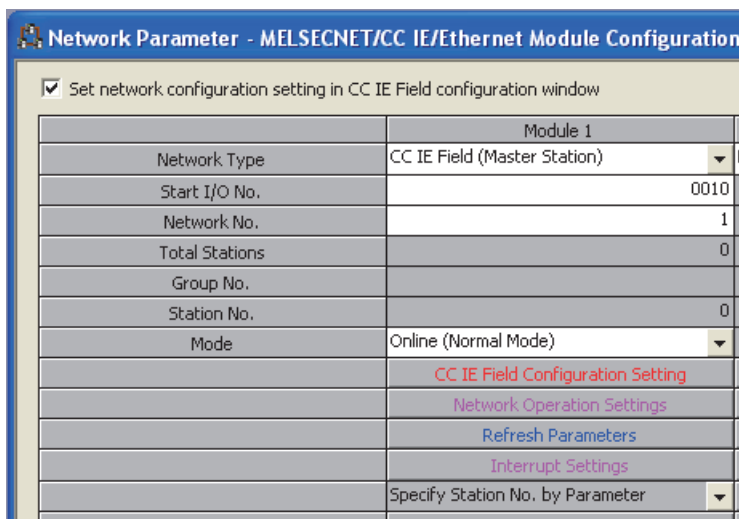 Network Parameter - MELSECNET/CC IE/Ethernet Module Configuration
Set network configuration setting in CC IE Field configuration window
Module 1
Network Type CC IE Field (Master Station)
Start I/O No. 0010
Network No. 1
Total Stations 0
Group No.
Station No. 0
Mode Online (Normal Mode)
CC IE Field Configuration Setting
Network Operation Settings
Refresh Parameters
Interrupt Settings
Specify Station No. by Parameter